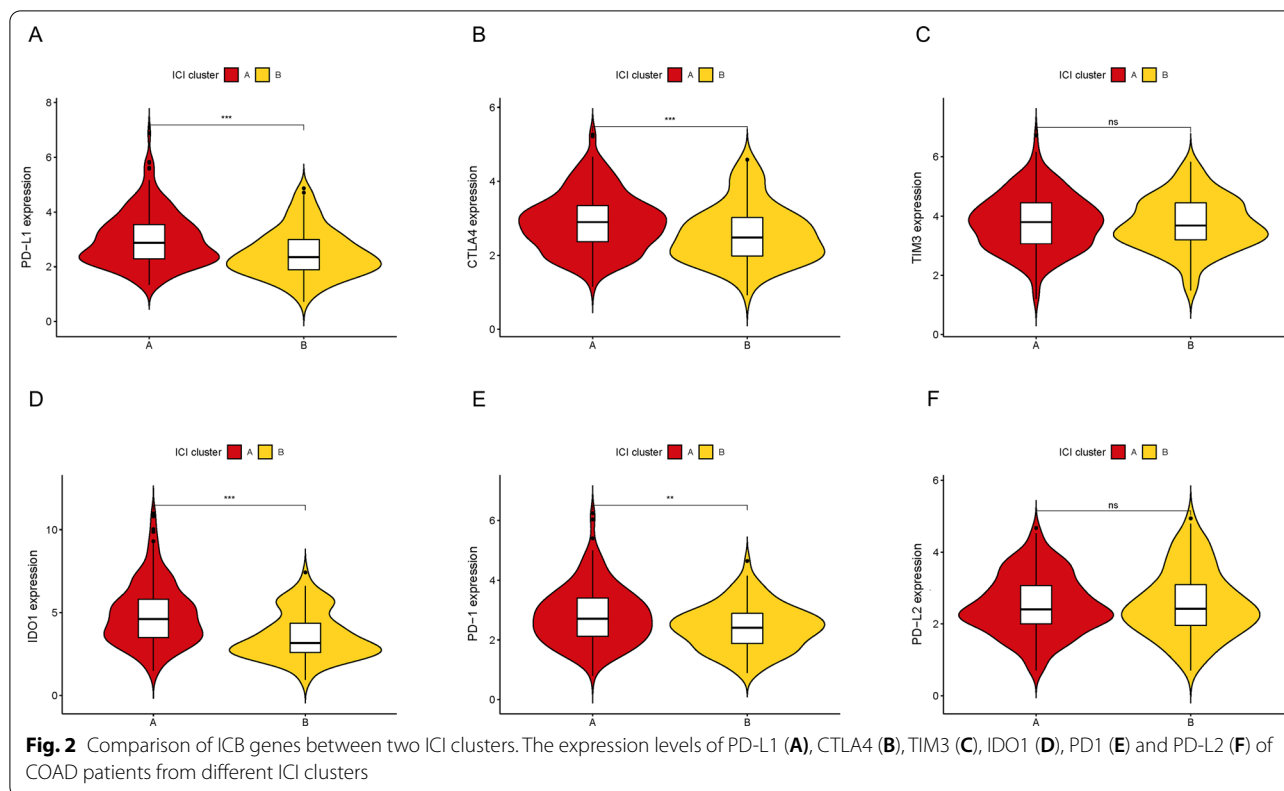 A
ICI cluster A B
8
6
4
2
0
PD−L1 expression
***
A B
B
ICI cluster A B
6
4
2
0
CTLA4 expression
***
A B
C
ICI cluster A B
6
4
2
0
TIM3 expression
ns
A B
D
ICI cluster A B
10
5
0
IDO1 expression
***
A B
E
ICI cluster A B
6
4
2
0
PD−1 expression
**
A B
F
ICI cluster A B
6
4
2
0
PD−L2 expression
ns
A B
Fig. 2 Comparison of ICB genes between two ICI clusters. The expression levels of PD-L1 (A), CTLA4 (B), TIM3 (C), IDO1 (D), PD1 (E) and PD-L2 (F) of
COAD patients from different ICI clusters